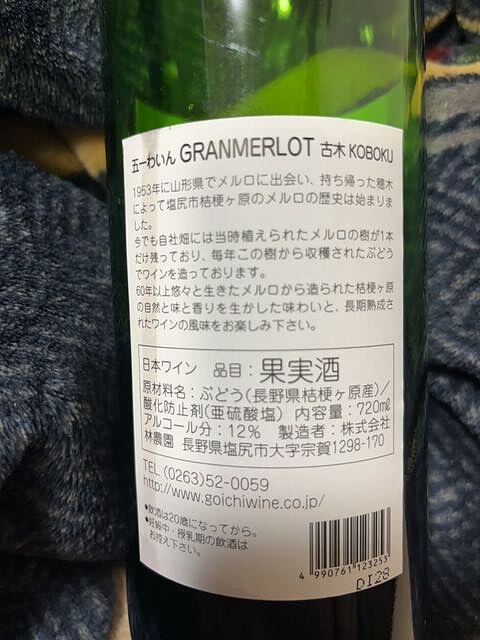 五一わいん GRANMERLOT 古木 KOBOKU
1953年に山形県でメルロに出会い、持ち帰った穂木
によって塩尻市桔梗ヶ原のメルロの歴史は始まりま
した。
今でも自社畑には当時植えられたメルロの樹が1本
だけ残っており、毎年この樹から収穫されたぶどう
でワインを造っております。
60年以上悠々と生きたメルロから造られた桔梗ヶ原
の自然と味と香りを生かした味わいと、長期熟成さ
れたワインの風味をお楽しみ下さい。
日本ワイン 品目：果実酒
原材料名：ぶどう(長野県桔梗ヶ原産)／
酸化防止剤(亜硫酸塩) 内容量：720㎖
アルコール分：12％ 製造者：株式会社
林農園 長野県塩尻市大字宗賀1298-170
TEL (0263)52-0059
http://www.goichiwine.co.jp/
●飲酒は20歳になってから。
●妊娠中・授乳期の飲酒は
お控え下さい。
4 990761 123253
DI28